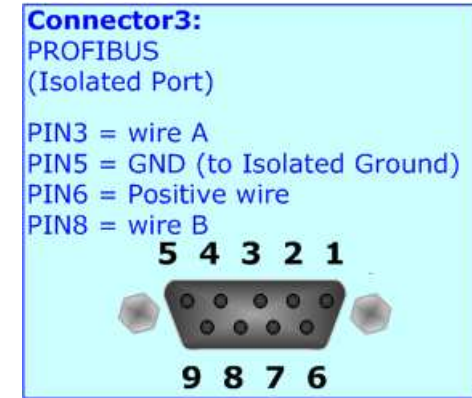 Connector3:
PROFIBUS
(Isolated Port)
PIN3 = wire A
PIN5 = GND (to Isolated Ground)
PIN6 = Positive wire
PIN8 = wire B
5 4 3 2 1
9 8 7 6